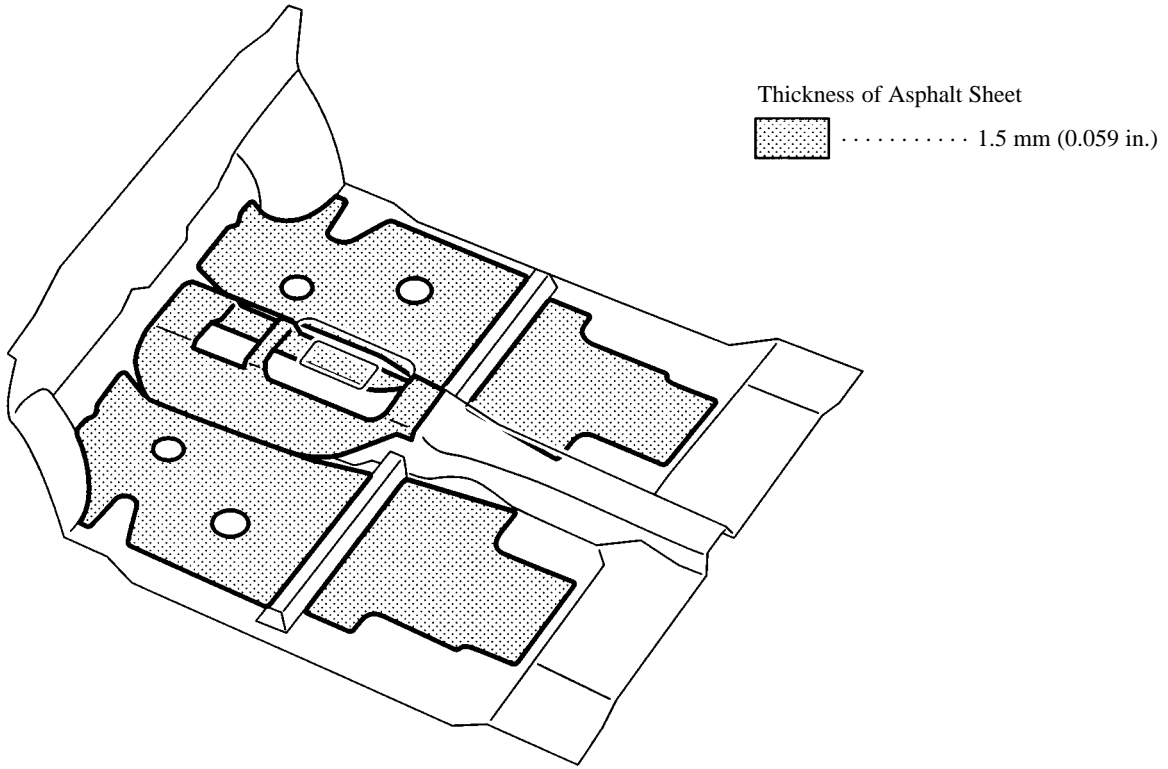 Thickness of Asphalt Sheet
· · · · · · · · · · · 1.5 mm (0.059 in.)